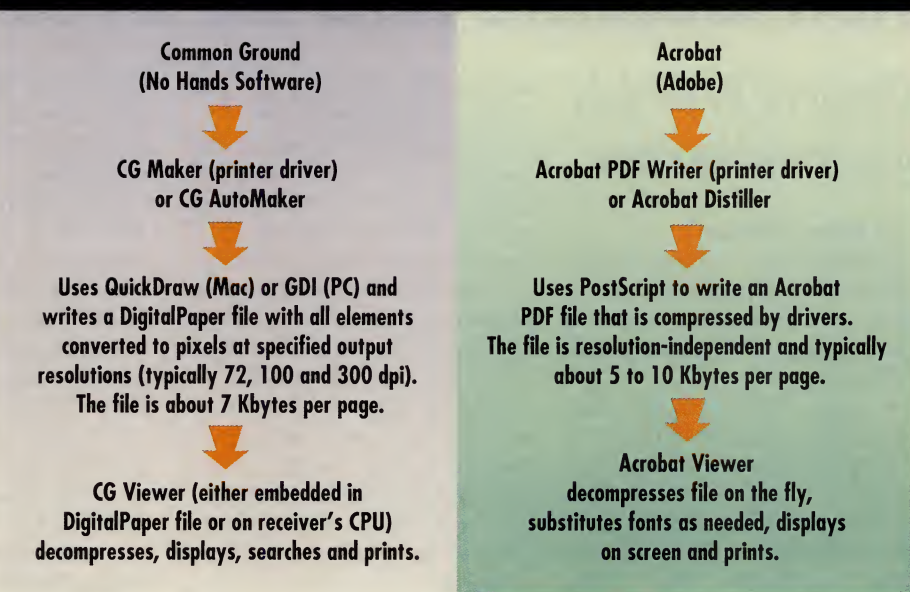 Common Ground
(No Hands Software)
CG Maker (printer driver)
or CG AutoMaker
Uses QuickDraw (Mac) or GDI (PC) and
writes a DigitalPaper file with all elements
converted to pixels at specified output
resolutions (typically 72, 100 and 300 dpi).
The file is about 7 Kbytes per page.
CG Viewer (either embedded in
DigitalPaper file or on receiver's CPU)
decompresses, displays, searches and prints.
Acrobat
(Adobe)
Acrobat PDF Writer (printer driver)
or Acrobat Distiller
Uses PostScript to write an Acrobat
PDF file that is compressed by drivers.
The file is resolution-independent and typically
about 5 to 10 Kbytes per page.
Acrobat Viewer
decompresses file on the fly,
substitutes fonts as needed, displays
on screen and prints.